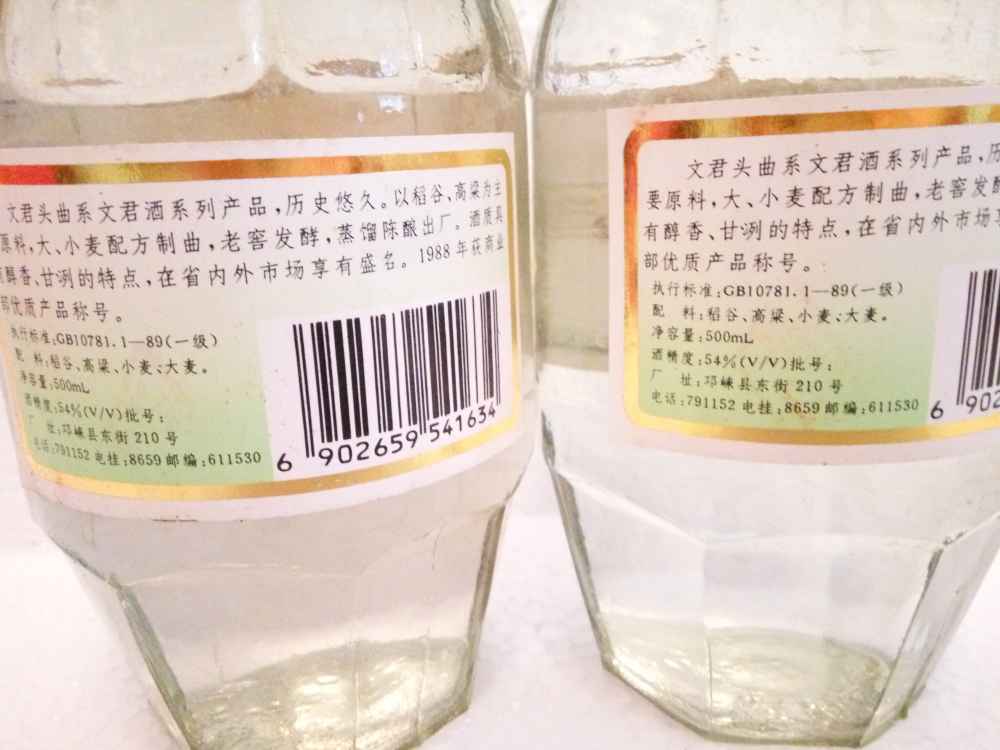 文君头曲系文君酒系列产品,历史悠久。以稻谷、高梁为主
原料,大、小麦配方制曲,老窖发酵,蒸馏陈酿出厂。酒质具
有醇香、甘洌的特点,在省内外市场享有盛名。1988年获商业
部优质产品称号。
执行标准:GB10781.1—89(一级)
配 料:稻谷、高梁、小麦、大麦。
净容量:500mL
酒精度:54%(V/V)批号:
厂 址:邛崃县东街210号
电话:791152 电挂:8659 邮编:611530
6 902659 541634
文君头曲系文君酒系列产品,历
要原料,大、小麦配方制曲,老窖发酵
有醇香、甘洌的特点,在省内外市场
部优质产品称号。
执行标准:GB10781.1—89(一级)
配 料:稻谷、高梁、小麦、大麦。
净容量:500mL
酒精度:54%(V/V)批号:
厂 址:邛崃县东街210号
电话:791152 电挂:8659 邮编:611530
6 902